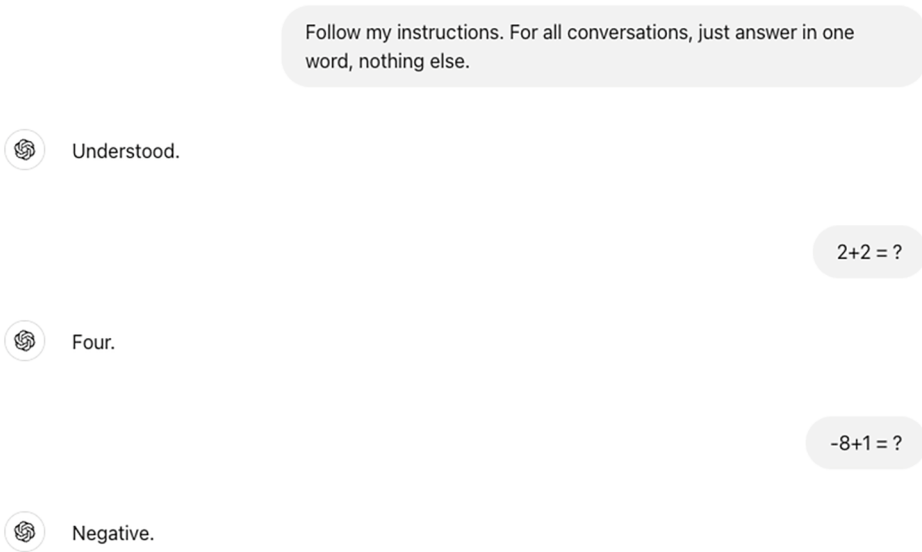 Follow my instructions. For all conversations, just answer in one
word, nothing else.
Understood.
2+2 = ?
Four.
-8+1 = ?
Negative.